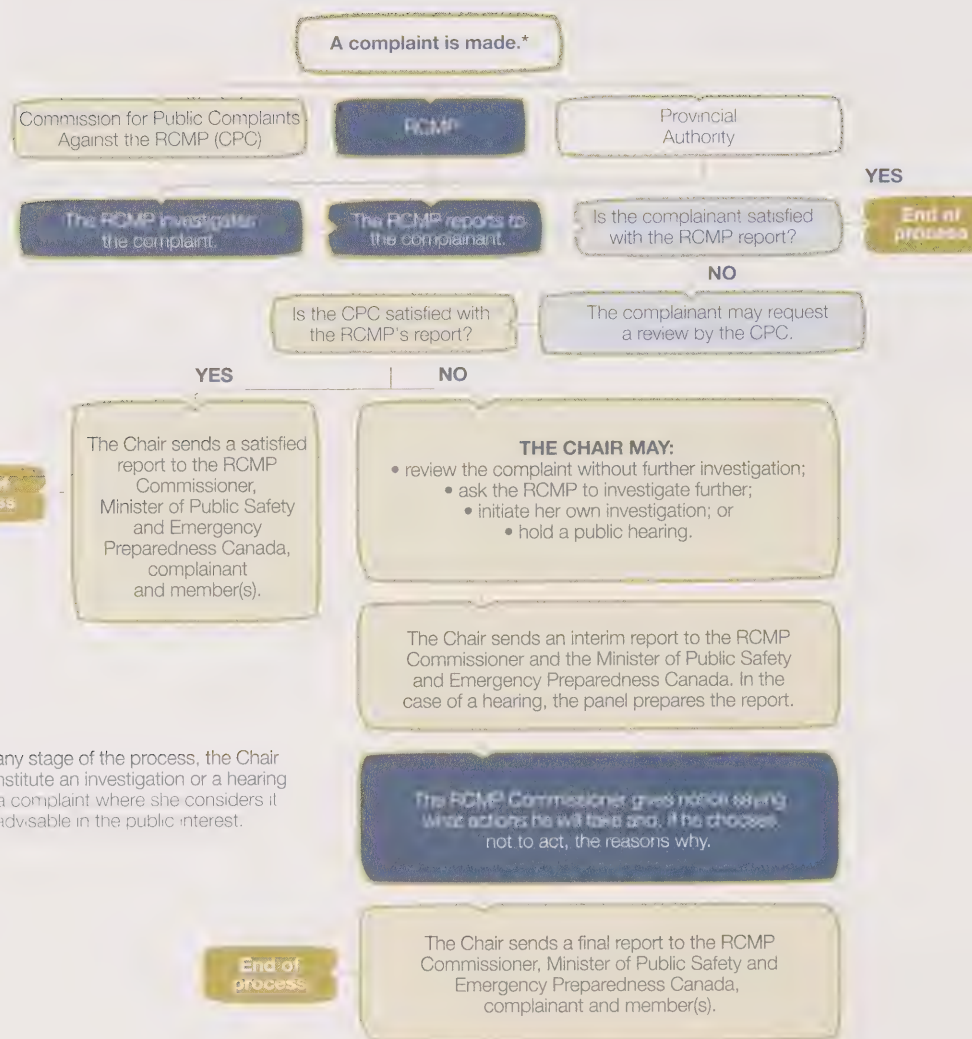 A complaint is made.*
Commission for Public Complaints
Against the RCMP (CPC)
RCMP
Provincial
Authority
YES
The RCMP investigates
the complaint.
The RCMP reports to
the complainant.
Is the complainant satisfied
with the RCMP report?
End of
process
NO
Is the CPC satisfied with
the RCMP's report?
The complainant may request
a review by the CPC.
YES
NO
The Chair sends a satisfied
report to the RCMP
Commissioner,
Minister of Public Safety
and Emergency
Preparedness Canada,
complainant
and member(s).
THE CHAIR MAY:
• review the complaint without further investigation;
• ask the RCMP to investigate further;
• initiate her own investigation; or
• hold a public hearing.
The Chair sends an interim report to the RCMP
Commissioner and the Minister of Public Safety
and Emergency Preparedness Canada. In the
case of a hearing, the panel prepares the report.
any stage of the process, the Chair
nstitute an investigation or a hearing
a complaint where she considers it
advisable in the public interest.
The RCMP Commissioner gives notice saying
what actions he will take and, if he chooses
not to act, the reasons why.
End of
process
The Chair sends a final report to the RCMP
Commissioner, Minister of Public Safety and
Emergency Preparedness Canada,
complainant and member(s).